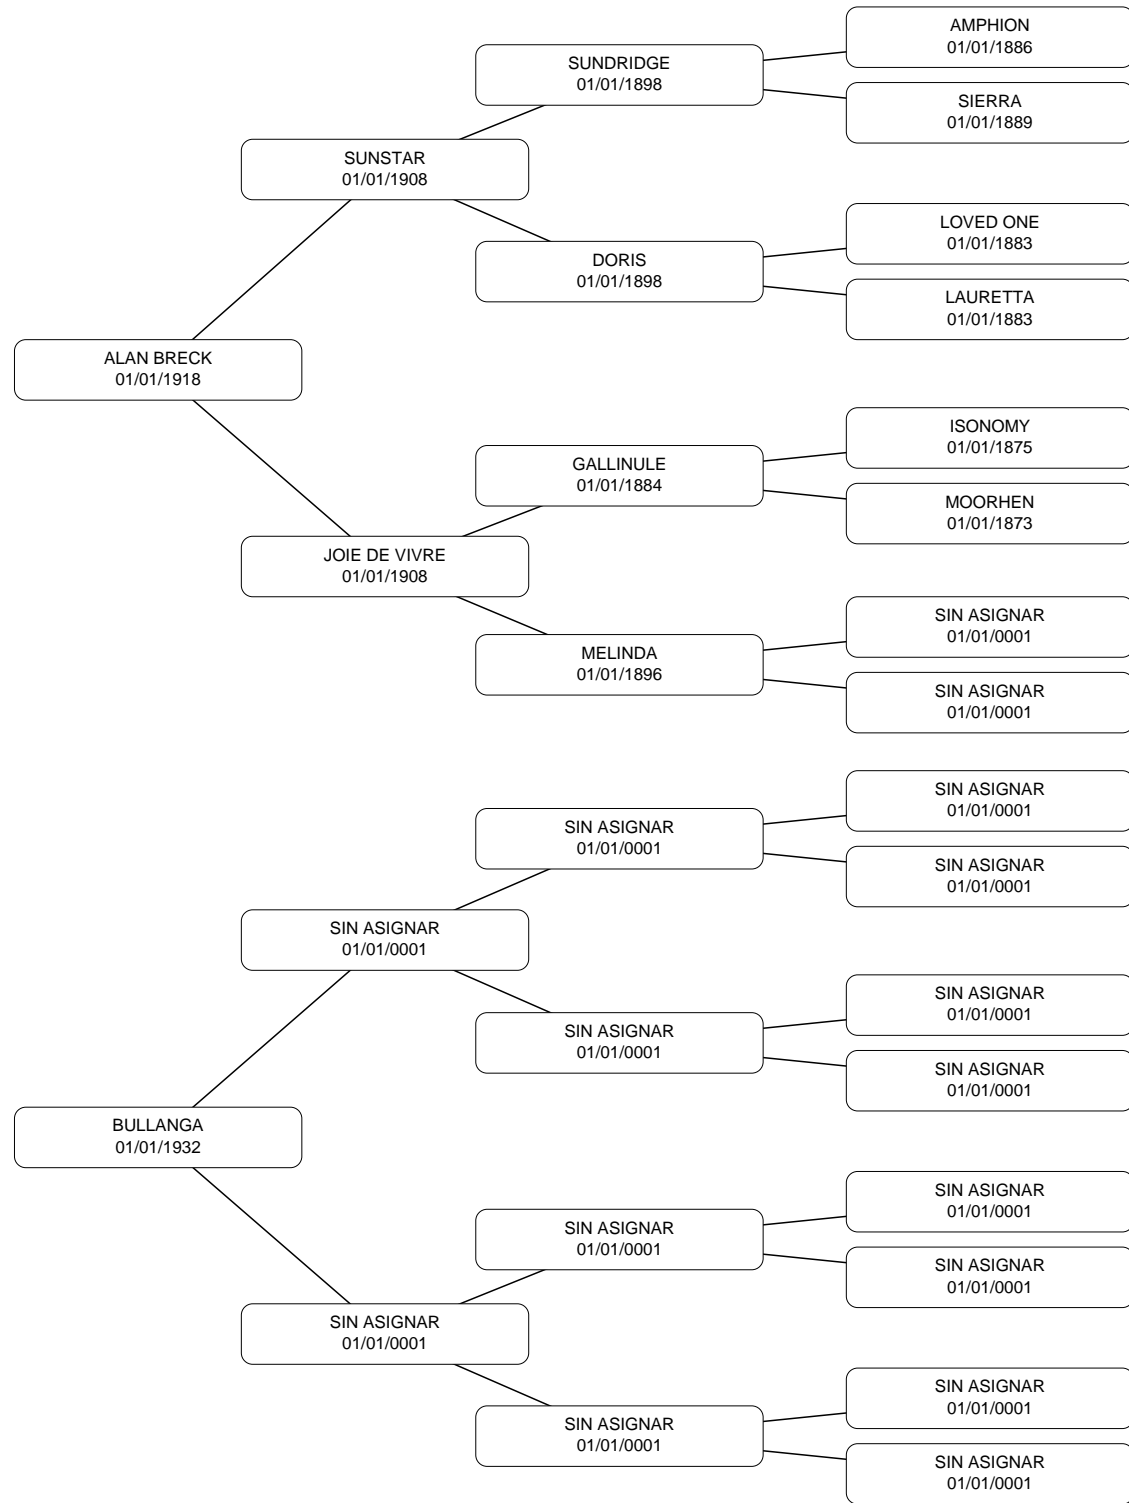 AMPHION
01/01/1886
SUNDRIDGE
01/01/1898
SIERRA
01/01/1889
SUNSTAR
01/01/1908
LOVED ONE
01/01/1883
DORIS
01/01/1898
LAURETTA
01/01/1883
ALAN BRECK
01/01/1918
ISONOMY
01/01/1875
GALLINULE
01/01/1884
MOORHEN
01/01/1873
JOIE DE VIVRE
01/01/1908
SIN ASIGNAR
01/01/0001
MELINDA
01/01/1896
SIN ASIGNAR
01/01/0001
SIN ASIGNAR
01/01/0001
SIN ASIGNAR
01/01/0001
SIN ASIGNAR
01/01/0001
SIN ASIGNAR
01/01/0001
SIN ASIGNAR
01/01/0001
SIN ASIGNAR
01/01/0001
SIN ASIGNAR
01/01/0001
BULLANGA
01/01/1932
SIN ASIGNAR
01/01/0001
SIN ASIGNAR
01/01/0001
SIN ASIGNAR
01/01/0001
SIN ASIGNAR
01/01/0001
SIN ASIGNAR
01/01/0001
SIN ASIGNAR
01/01/0001
SIN ASIGNAR
01/01/0001